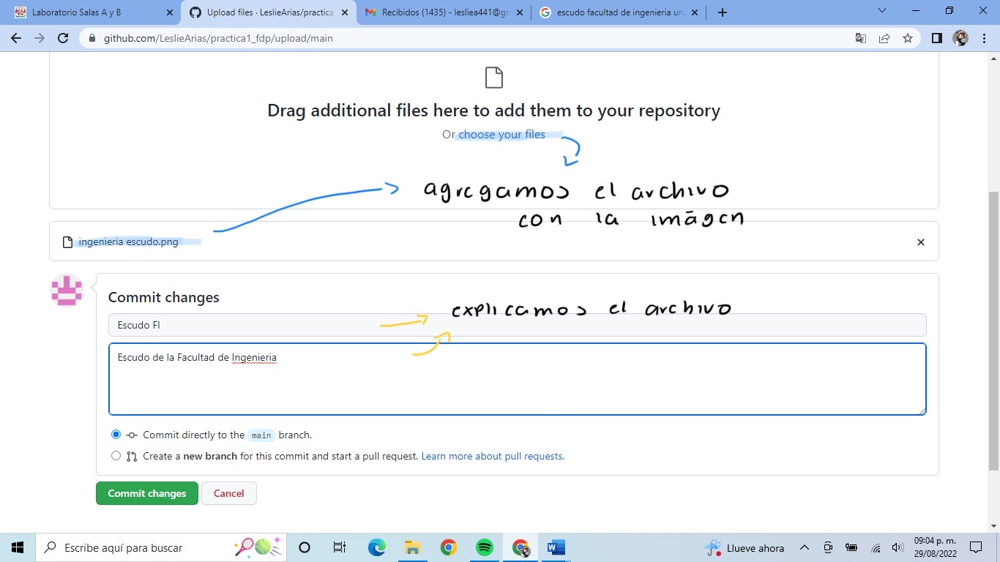 Laboratorio Salas A y B
Upload files · LeslieArias/practica
Recibidos (1435) - lesliea441@g
escudo facultad de ingenieria un
github.com/LeslieArias/practica1_fdp/upload/main
Drag additional files here to add them to your repository
Or choose your files
agregamos el archivo
con la imágen
ingenieria escudo.png
Commit changes
explicamos el archivo
Escudo FI
Escudo de la Facultad de Ingenieria
Commit directly to the main branch.
Create a new branch for this commit and start a pull request. Learn more about pull requests.
Commit changes
Cancel
Escribe aquí para buscar
Llueve ahora
09:04 p. m.
29/08/2022